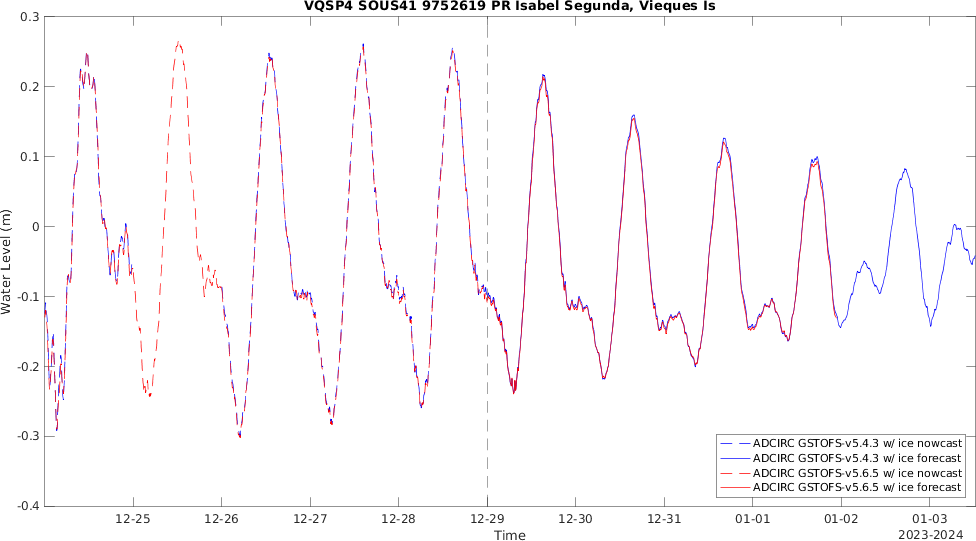 VQSP4 SOUS41 9752619 PR Isabel Segunda, Vieques Is
0.3
0.2
0.1
0
-0.1
-0.2
-0.3
-0.4
Water Level (m)
ADCIRC GSTOFS-v5.4.3 w/ ice nowcast
ADCIRC GSTOFS-v5.4.3 w/ ice forecast
ADCIRC GSTOFS-v5.6.5 w/ ice nowcast
ADCIRC GSTOFS-v5.6.5 w/ ice forecast
12-25 12-26 12-27 12-28 12-29 12-30 12-31 01-01 01-02 01-03
Time
2023-2024